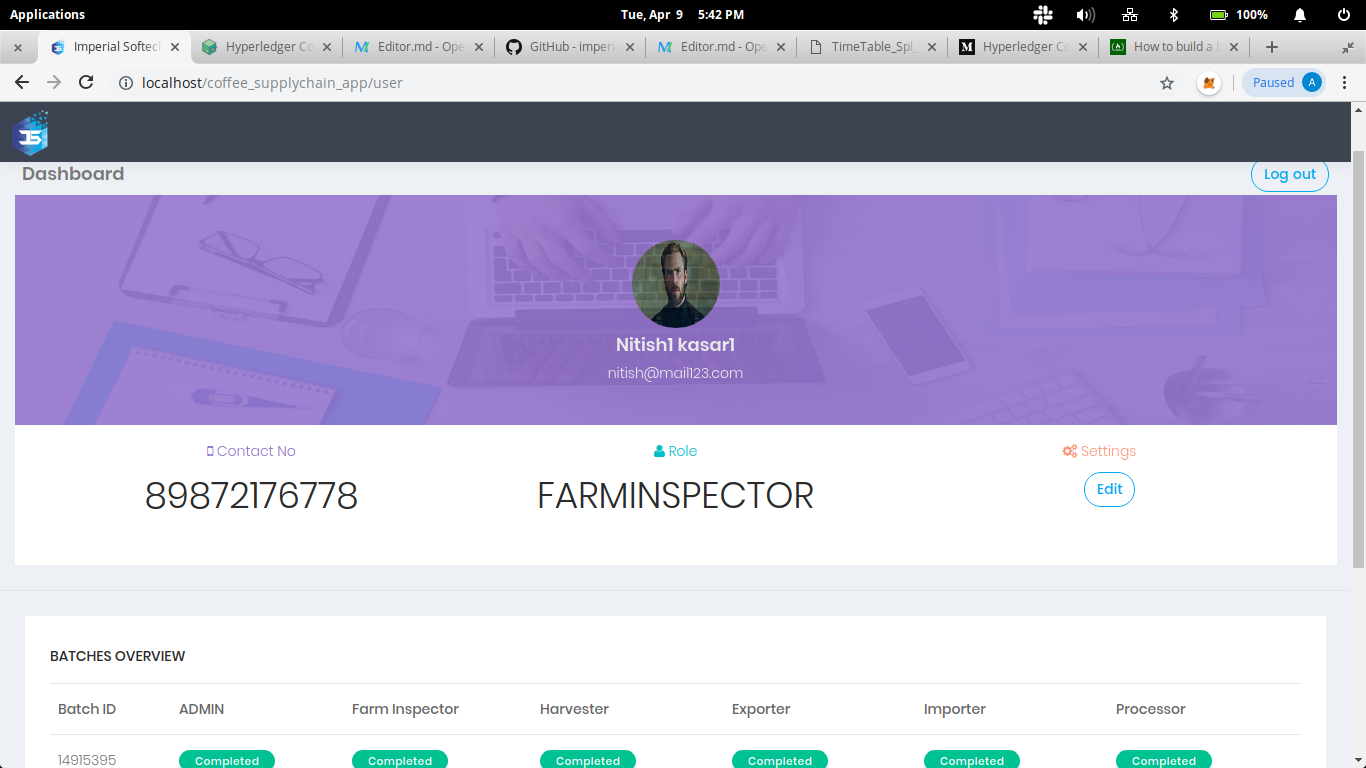 Applications Tue, Apr 9 5:42 PM 100%
Imperial Softech Hyperledger Co Editor.md - Ope GitHub - imperi Editor.md - Ope TimeTable_Spl_ Hyperledger Co How to build a b
localhost/coffee_supplychain_app/user Paused A
JS
Dashboard Log out
Nitish1 kasar1
nitish@mail123.com
Contact No Role Settings
89872176778 FARMINSPECTOR Edit
BATCHES OVERVIEW
Batch ID ADMIN Farm Inspector Harvester Exporter Importer Processor
14915395 Completed Completed Completed Completed Completed Completed